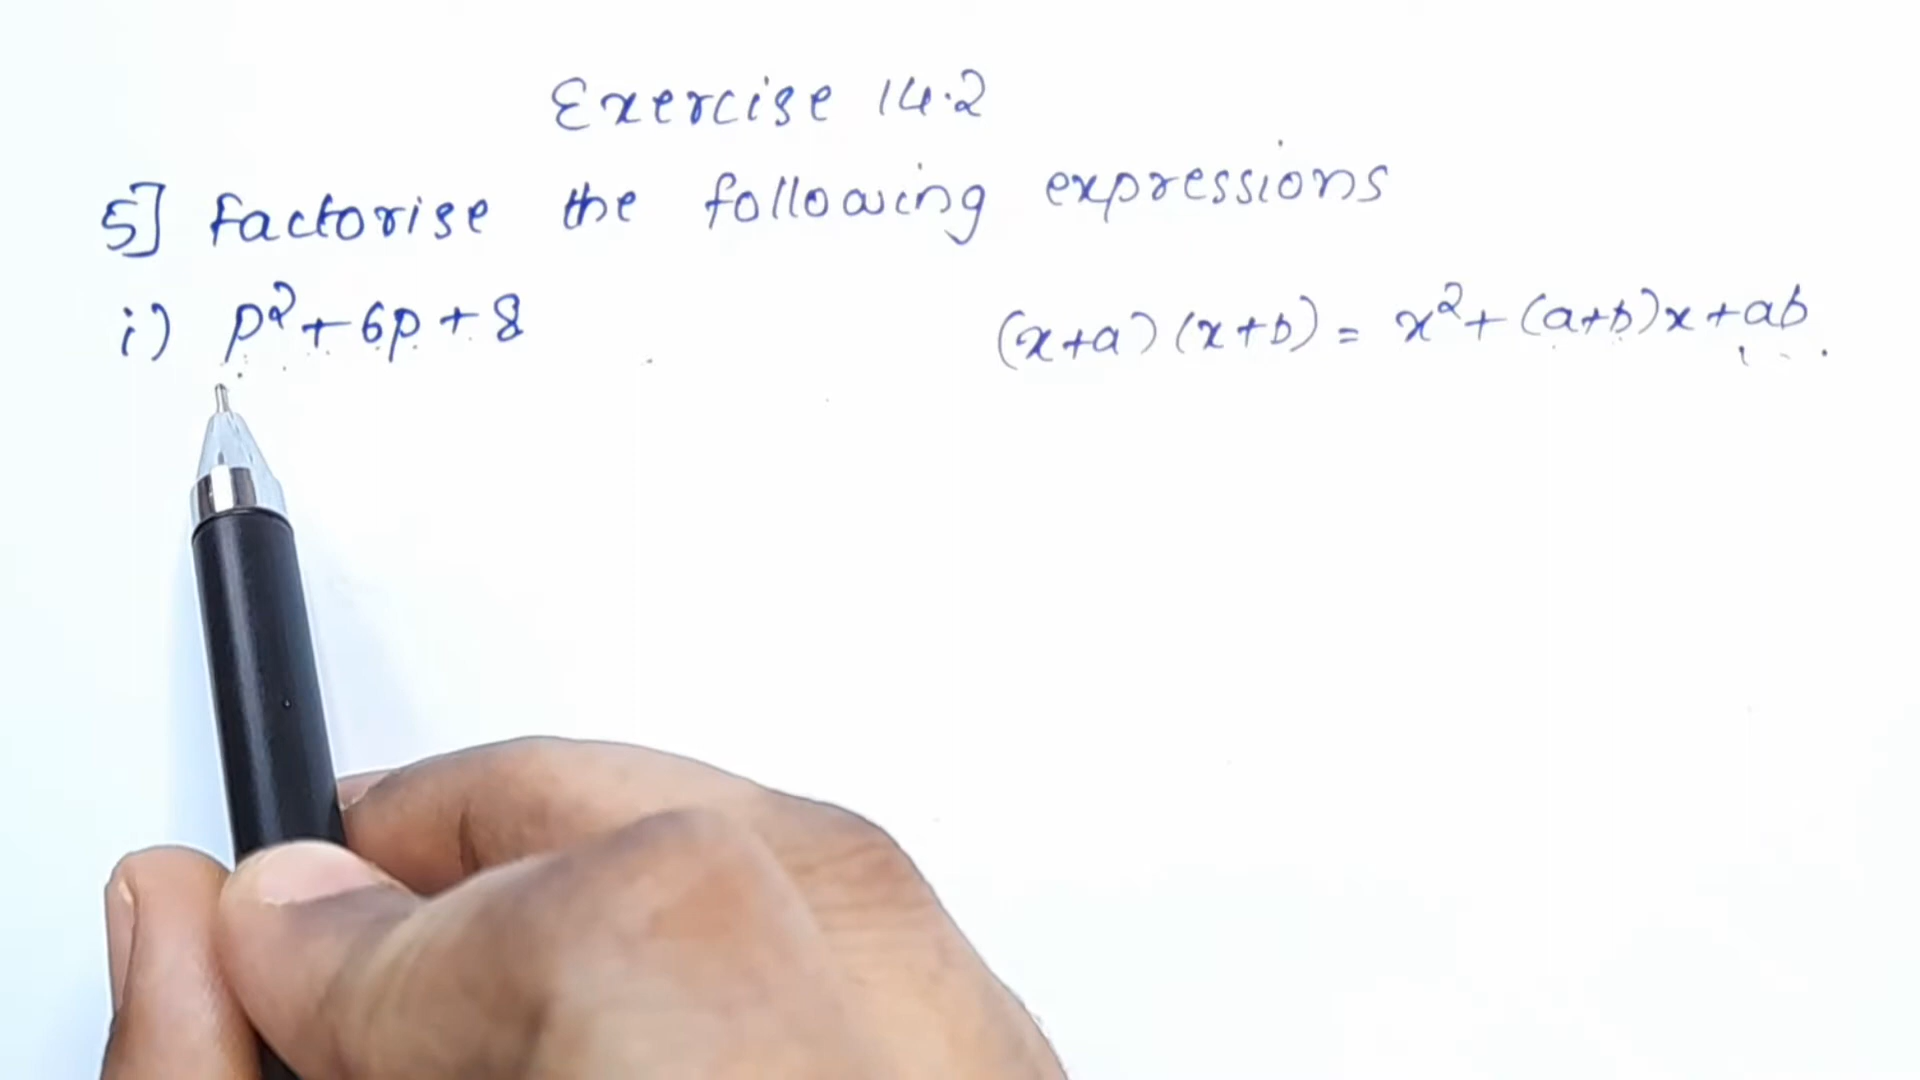 Exercise 14.2
5] Factorise the following expressions
i) p²+6p+8
(x+a)(x+b) = x²+(a+b)x+ab